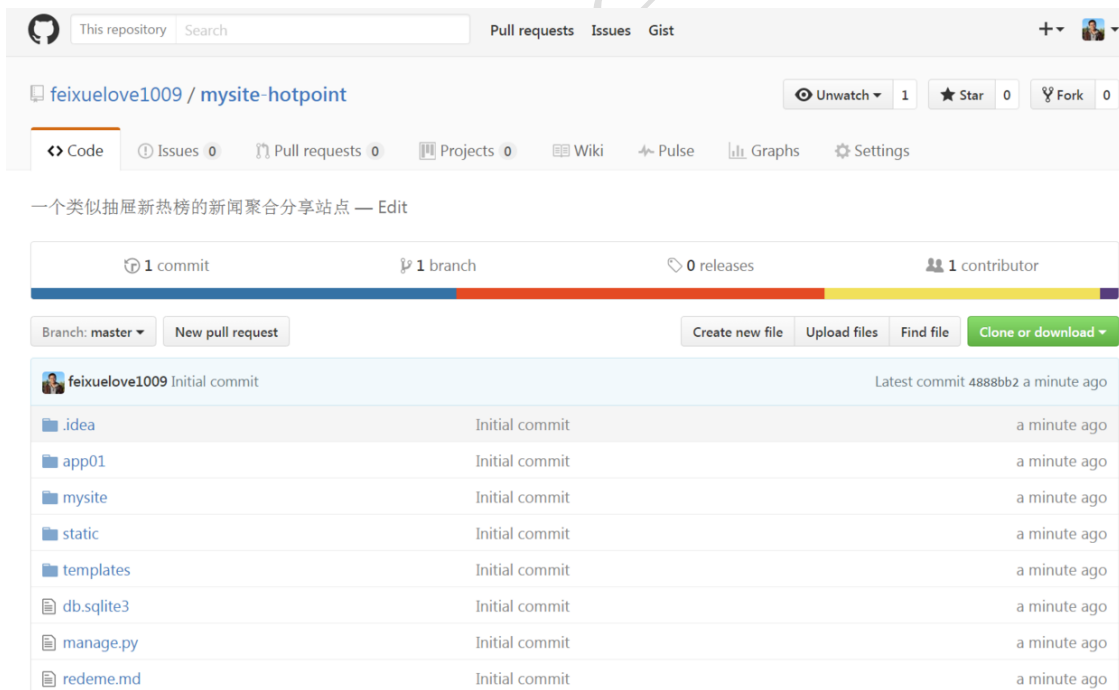 This repository Search Pull requests Issues Gist
feixuelove1009 / mysite-hotpoint Unwatch 1 Star 0 Fork 0
Code Issues 0 Pull requests 0 Projects 0 Wiki Pulse Graphs Settings
一个类似抽屉新热榜的新闻聚合分享站点 — Edit
1 commit 1 branch 0 releases 1 contributor
Branch: master New pull request Create new file Upload files Find file Clone or download
feixuelove1009 Initial commit Latest commit 4888bb2 a minute ago
.idea Initial commit a minute ago
app01 Initial commit a minute ago
mysite Initial commit a minute ago
static Initial commit a minute ago
templates Initial commit a minute ago
db.sqlite3 Initial commit a minute ago
manage.py Initial commit a minute ago
redeme.md Initial commit a minute ago